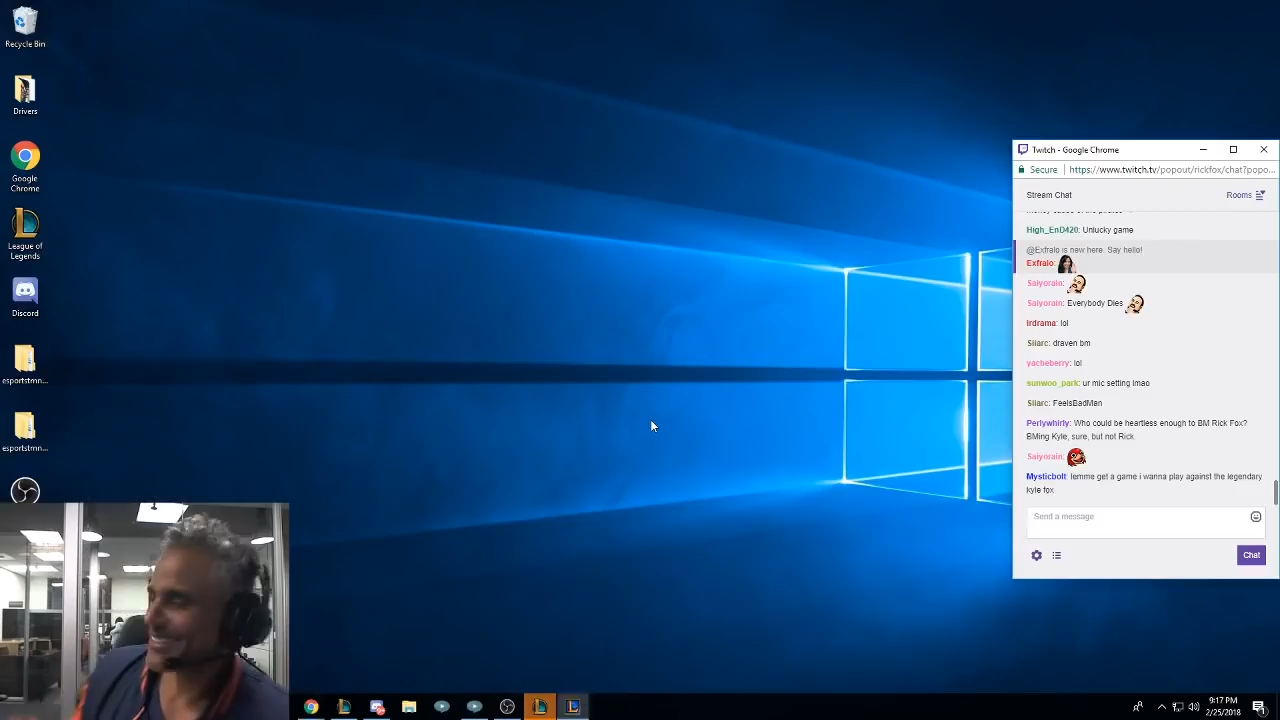 Recycle Bin
Drivers
Google
Chrome
League of
Legends
Discord
esportstmn...
esportstmn...
Twitch - Google Chrome
Secure
https://www.twitch.tv/popout/rickfox/chat?popo...
Stream Chat
Rooms
High_EnD420: Unlucky game
@Exfralo is new here. Say hello!
Exfralo:
Saiyorain:
Saiyorain: Everybody Dies
irdrama: lol
Siiarc: draven bm
yacheberry: lol
sunwoo_park: ur mic setting lmao
Siiarc: FeelsBadMan
Perlywhirly: Who could be heartless enough to BM Rick Fox?
BMing Kyle, sure, but not Rick.
Saiyorain:
Mysticbolt: lemme get a game i wanna play against the legendary
kyle fox
Send a message
Chat
9:17 PM
2/25/2018